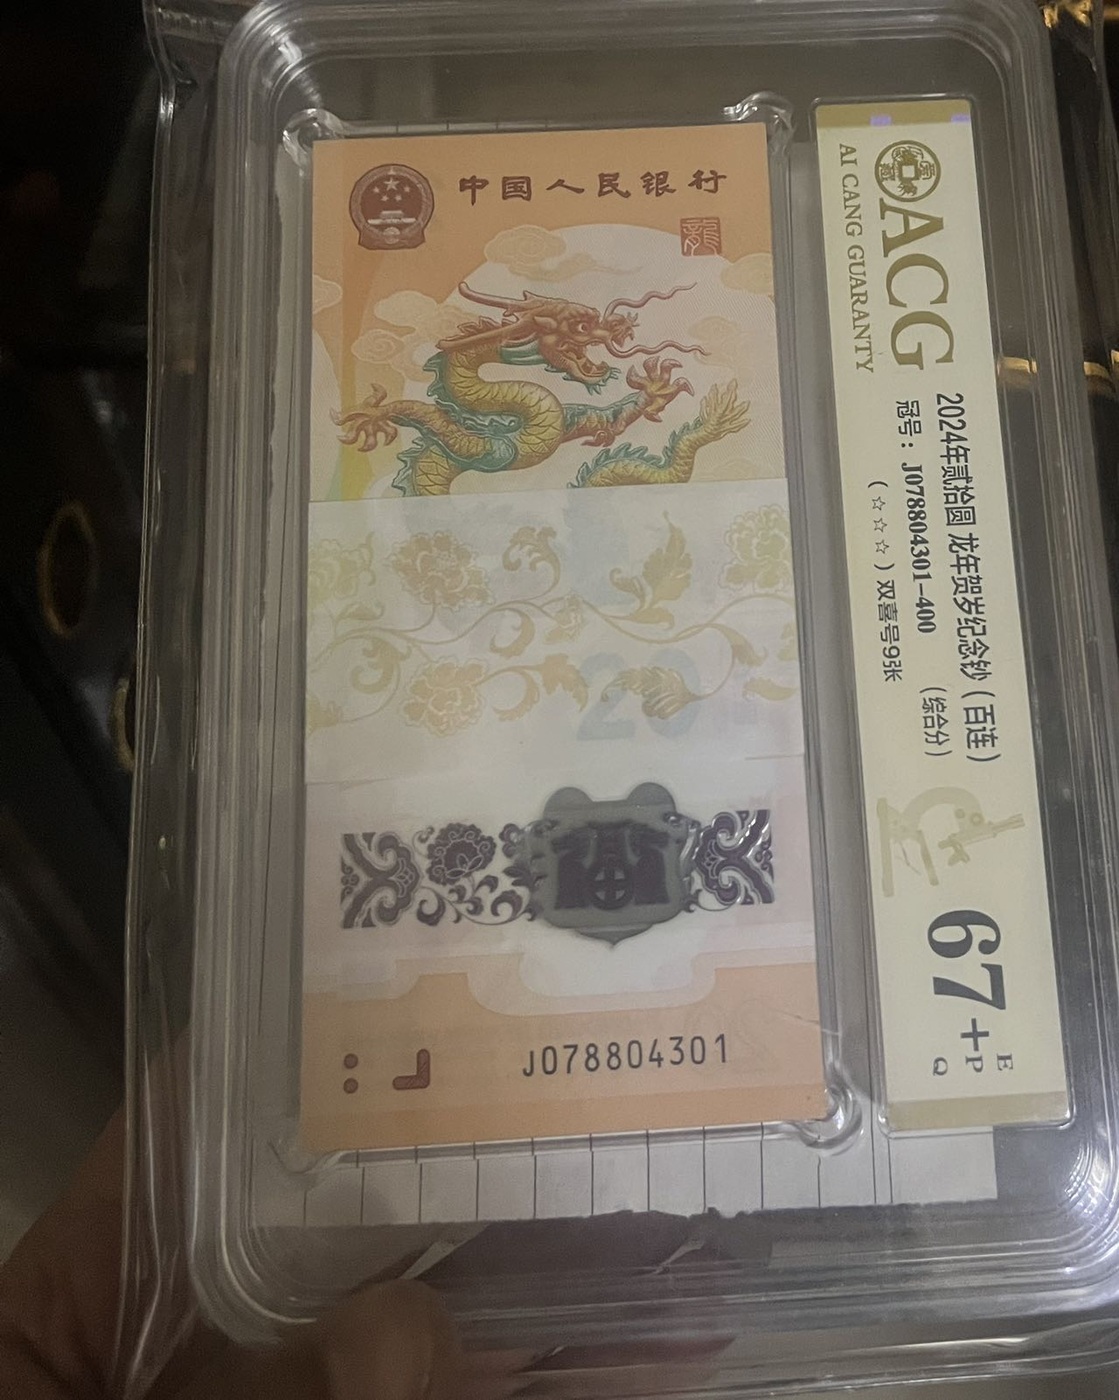 中国人民银行
龍
20
J078804301
ACG
AI CANG GUARANTY
2024年贰拾圆 龙年贺岁纪念钞（百连）
冠号：J078804301-400 （综合分）
（☆☆☆）双喜号9张
67+
E
P
Q